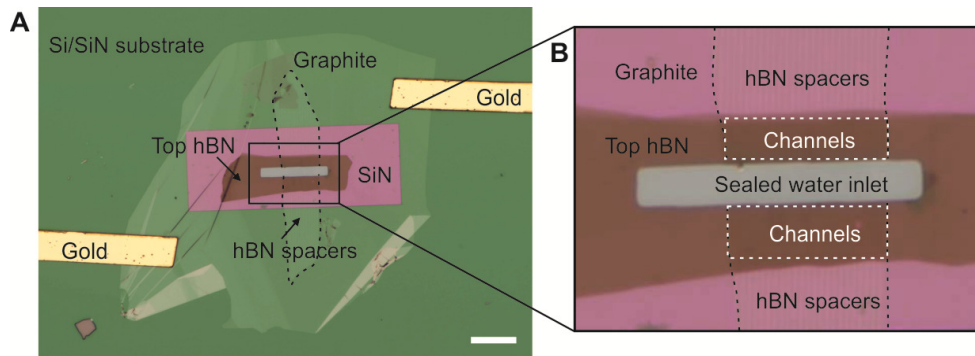 A
Si/SiN substrate
Graphite
Gold
Top hBN
SiN
hBN spacers
Gold
B
Graphite
hBN spacers
Channels
Top hBN
Sealed water inlet
Channels
hBN spacers